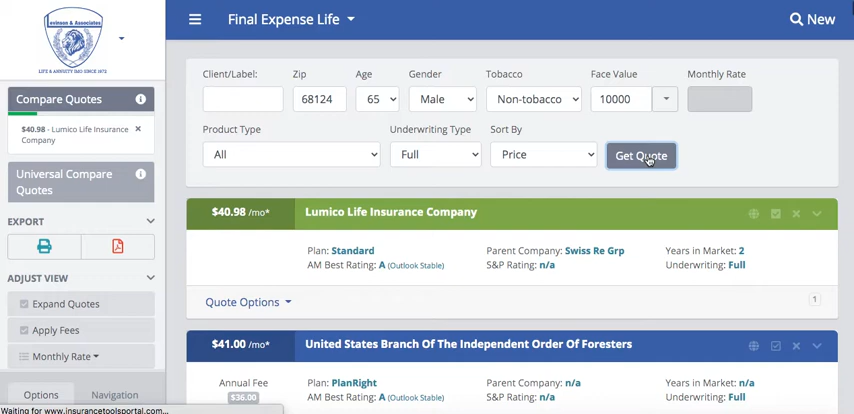 Levinson & Associates
LIFE & ANNUITY IMO SINCE 1972
Final Expense Life
New
Compare Quotes
$40.98 - Lumico Life Insurance
Company
Universal Compare
Quotes
EXPORT
ADJUST VIEW
Expand Quotes
Apply Fees
Monthly Rate
Options Navigation
Waiting for www.insurancetoolsportal.com...
Client/Label: Zip Age Gender Tobacco Face Value Monthly Rate
68124 65 Male Non-tobacco 10000
Product Type Underwriting Type Sort By
All Full Price Get Quote
$40.98 /mo* Lumico Life Insurance Company
Plan: Standard Parent Company: Swiss Re Grp Years in Market: 2
AM Best Rating: A (Outlook Stable) S&P Rating: n/a Underwriting: Full
Quote Options 1
$41.00 /mo* United States Branch Of The Independent Order Of Foresters
Annual Fee Plan: PlanRight Parent Company: n/a Years in Market: n/a
$36.00 AM Best Rating: A (Outlook Stable) S&P Rating: n/a Underwriting: Full